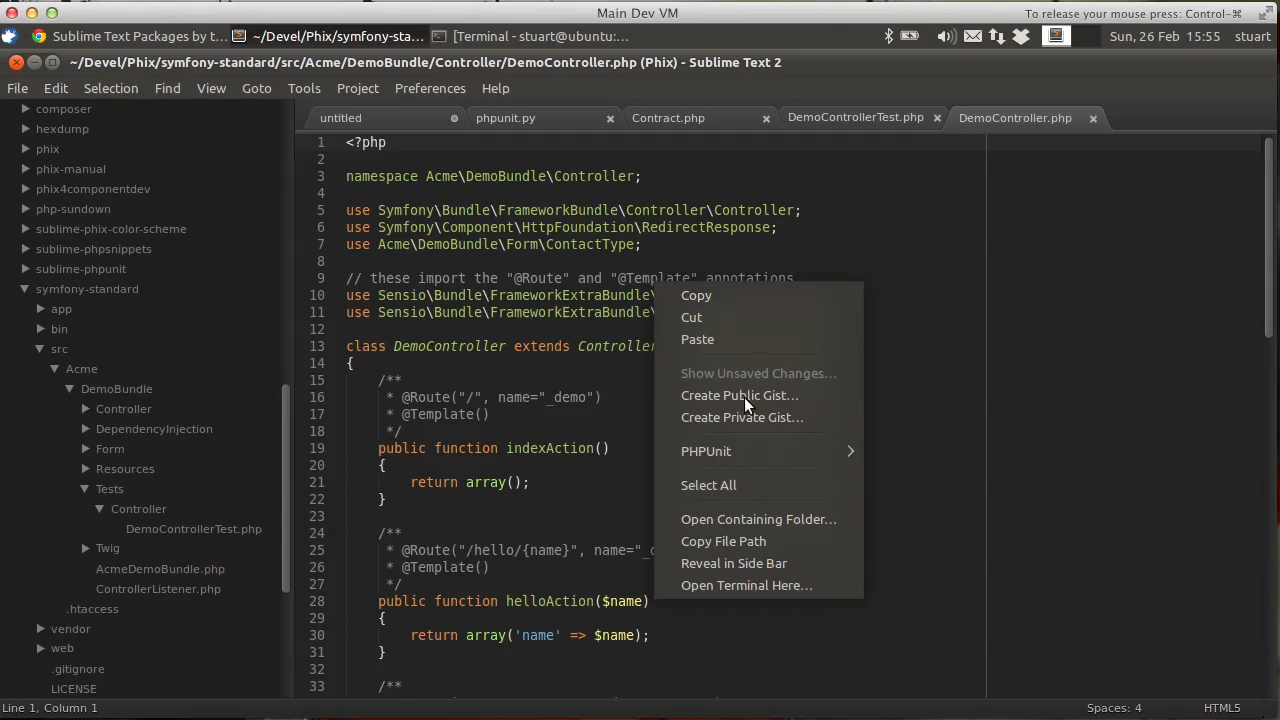 Main Dev VM
To release your mouse press: Control-⌘
Sublime Text Packages by t...
~/Devel/Phix/symfony-sta...
[Terminal - stuart@ubuntu:...
Sun, 26 Feb 15:55 stuart
~/Devel/Phix/symfony-standard/src/Acme/DemoBundle/Controller/DemoController.php (Phix) - Sublime Text 2
File Edit Selection Find View Goto Tools Project Preferences Help
composer
hexdump
phix
phix-manual
phix4componentdev
php-sundown
sublime-phix-color-scheme
sublime-phpsnippets
sublime-phpunit
symfony-standard
app
bin
src
Acme
DemoBundle
Controller
DependencyInjection
Form
Resources
Tests
Controller
DemoControllerTest.php
Twig
AcmeDemoBundle.php
ControllerListener.php
.htaccess
vendor
web
.gitignore
LICENSE
untitled
phpunit.py
Contract.php
DemoControllerTest.php
DemoController.php
1 <?php
2
3 namespace Acme\DemoBundle\Controller;
4
5 use Symfony\Bundle\FrameworkBundle\Controller\Controller;
6 use Symfony\Component\HttpFoundation\RedirectResponse;
7 use Acme\DemoBundle\Form\ContactType;
8
9 // these import the "@Route" and "@Template" annotations
10 use Sensio\Bundle\FrameworkExtraBundle\
11 use Sensio\Bundle\FrameworkExtraBundle\
12
13 class DemoController extends Controller
14 {
15 /**
16 * @Route("/", name="_demo")
17 * @Template()
18 */
19 public function indexAction()
20 {
21 return array();
22 }
23
24 /**
25 * @Route("/hello/{name}", name="_d
26 * @Template()
27 */
28 public function helloAction($name)
29 {
30 return array('name' => $name);
31 }
32
33 /**
Copy
Cut
Paste
Show Unsaved Changes...
Create Public Gist...
Create Private Gist...
PHPUnit
Select All
Open Containing Folder...
Copy File Path
Reveal in Side Bar
Open Terminal Here...
Line 1, Column 1
Spaces: 4
HTML5